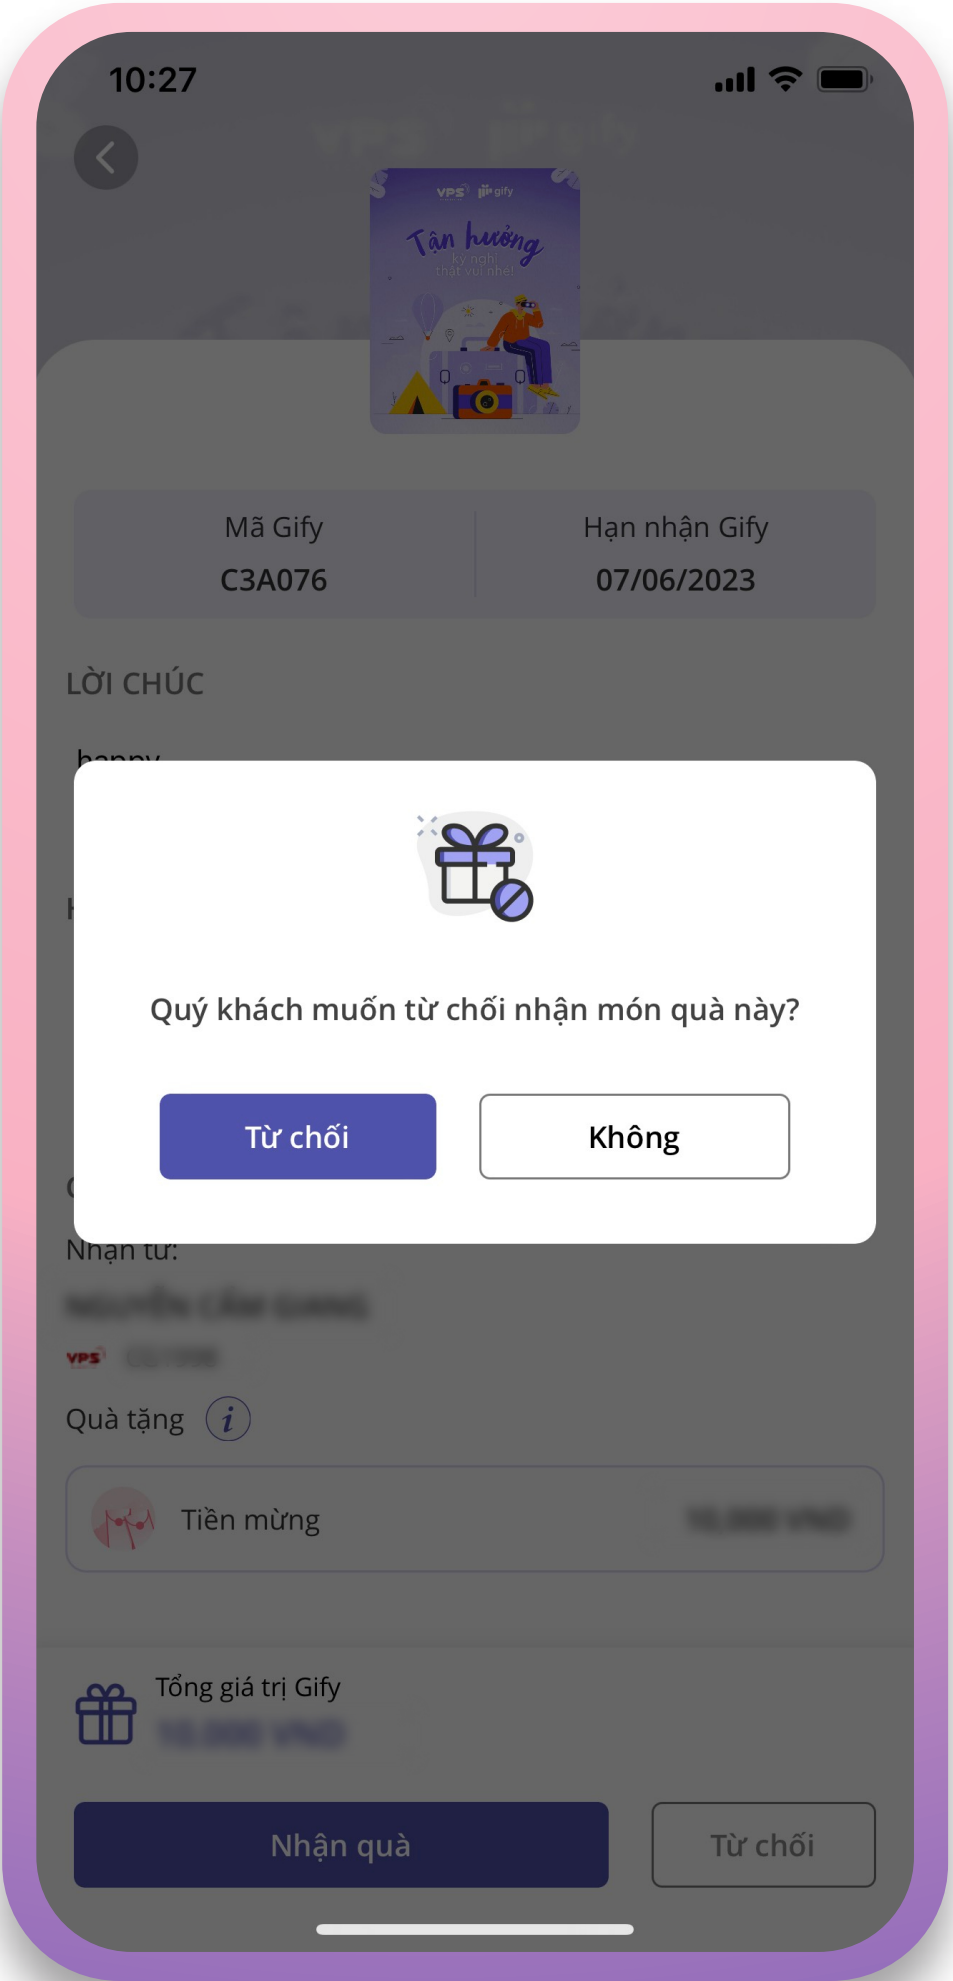 10:27
VPS gify
Tận hưởng
kỳ nghỉ
thật vui nhé!
Mã Gify
C3A076
Hạn nhận Gify
07/06/2023
LỜI CHÚC
happy
Quý khách muốn từ chối nhận món quà này?
Từ chối
Không
Nhận từ:
VPS
Quà tặng i
Tiền mừng
Tổng giá trị Gify
Nhận quà
Từ chối